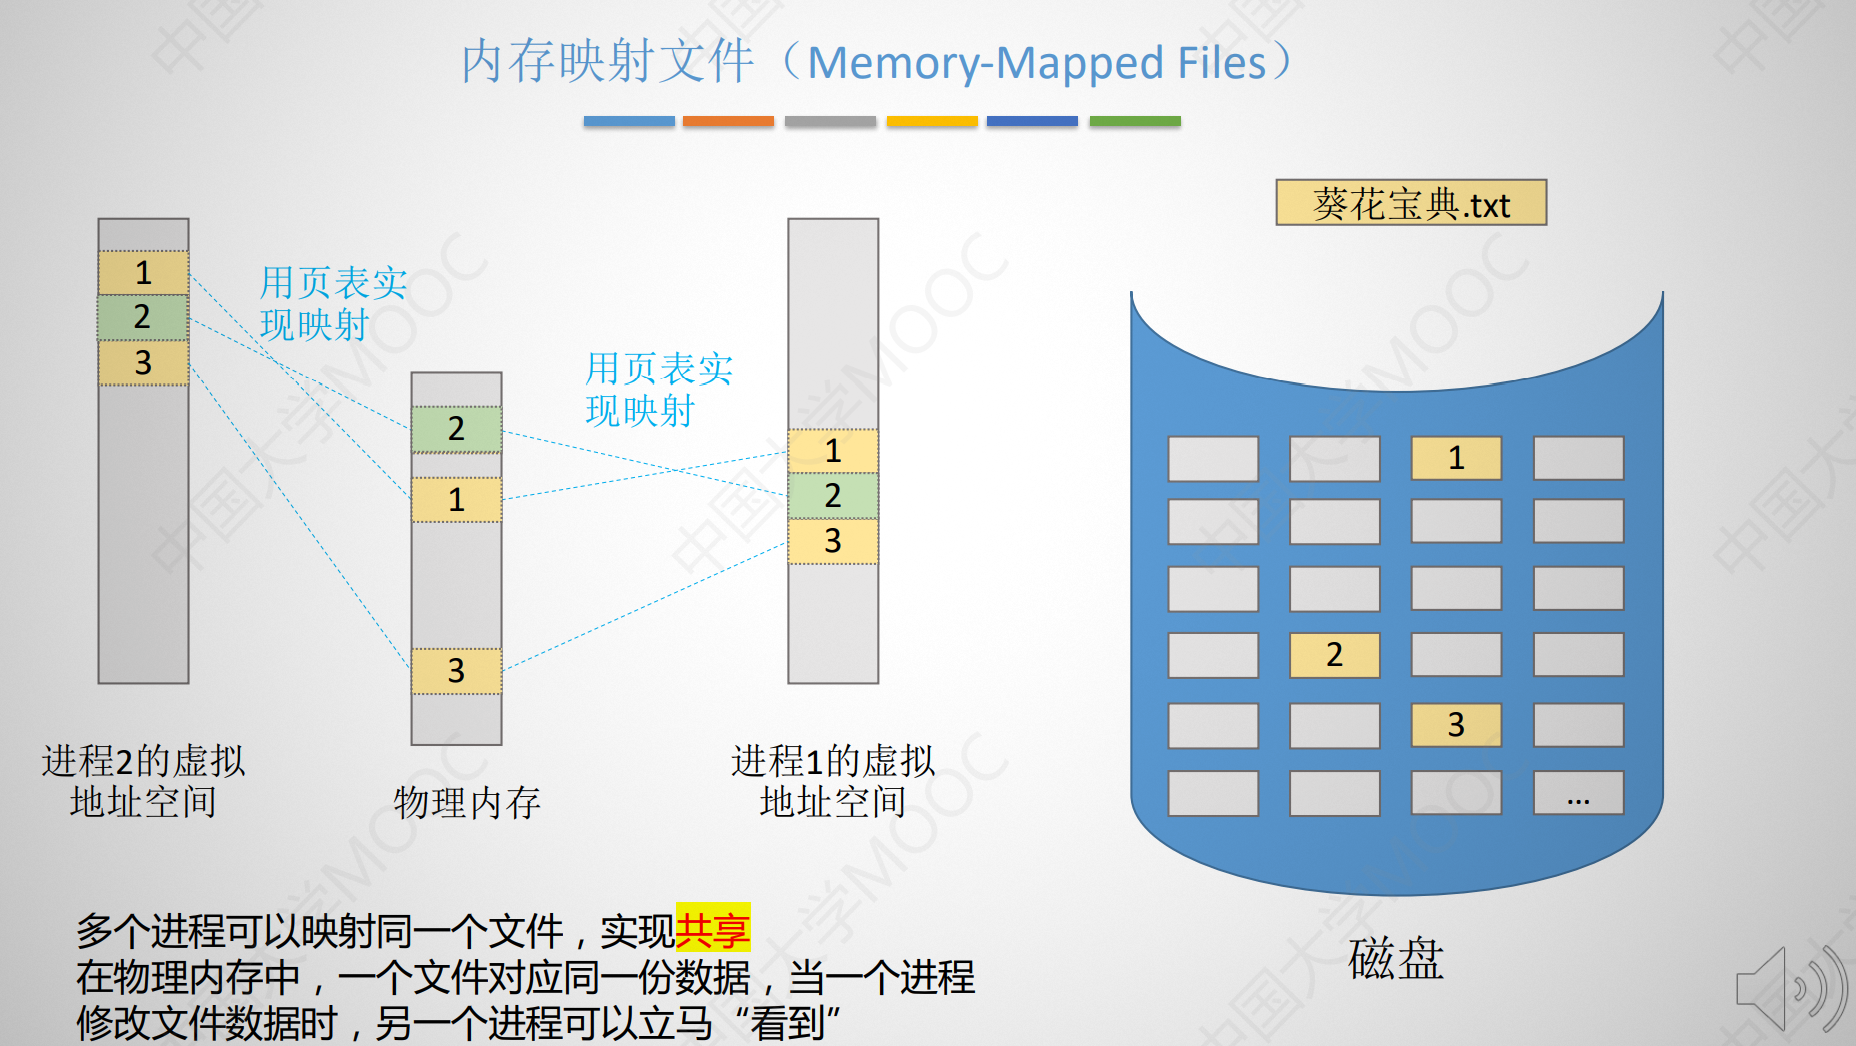 内存映射文件（Memory-Mapped Files）
葵花宝典.txt
1
2
3
用页表实
现映射
2
1
3
用页表实
现映射
1
2
3
1
2
3
...
进程2的虚拟
地址空间
物理内存
进程1的虚拟
地址空间
磁盘
多个进程可以映射同一个文件，实现共享
在物理内存中，一个文件对应同一份数据，当一个进程
修改文件数据时，另一个进程可以立马“看到”
中国大学MOOC